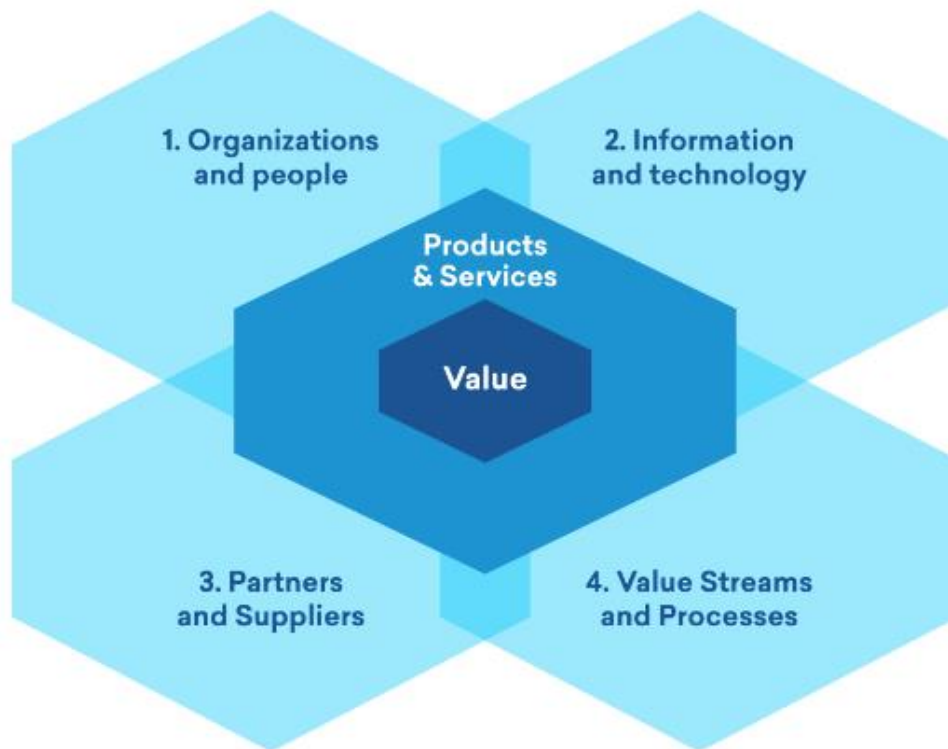 1. Organizations
and people
2. Information
and technology
Products
& Services
Value
3. Partners
and Suppliers
4. Value Streams
and Processes